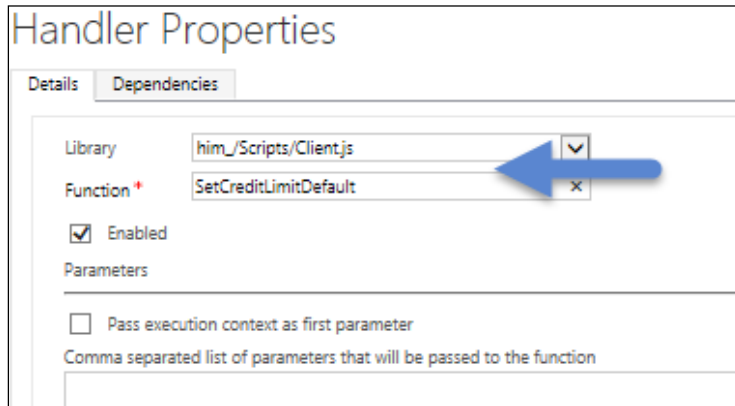 Handler Properties
Details Dependencies
Library him_/Scripts/Client.js
Function * SetCreditLimitDefault ×
Enabled
Parameters
Pass execution context as first parameter
Comma separated list of parameters that will be passed to the function